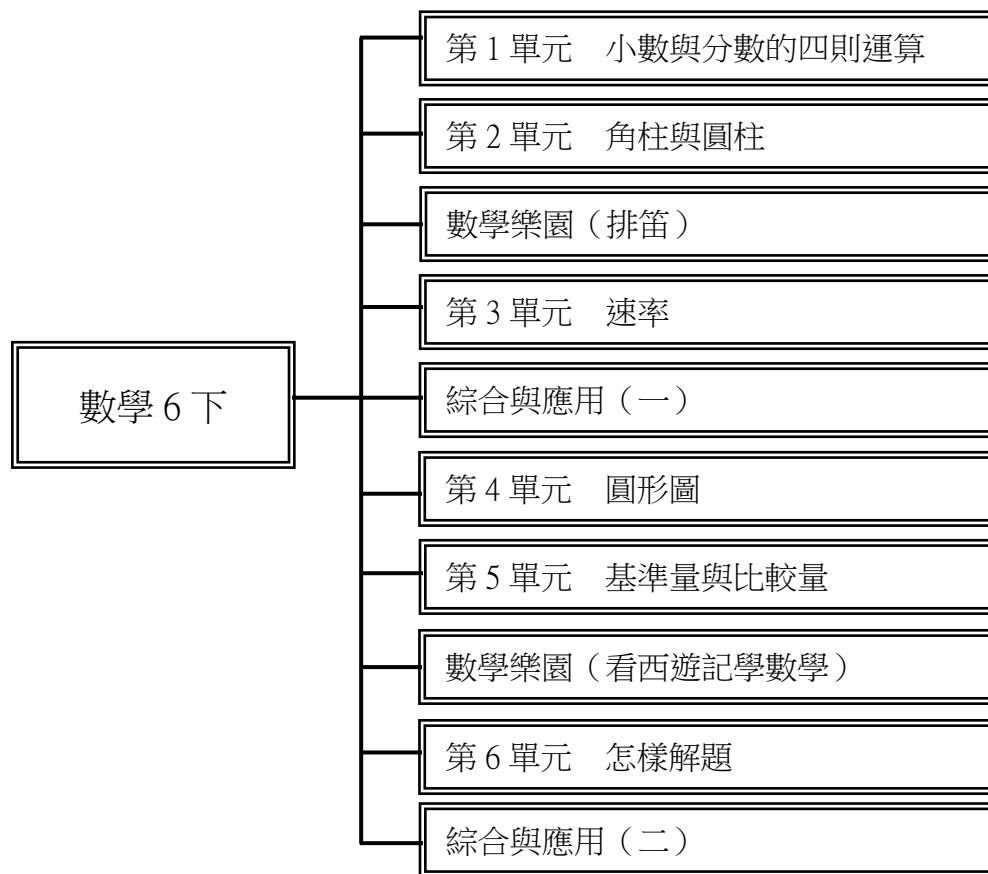 第 1 單元　小數與分數的四則運算
第 2 單元　角柱與圓柱
數學樂園（排笛）
第 3 單元　速率
數學 6 下
綜合與應用（一）
第 4 單元　圓形圖
第 5 單元　基準量與比較量
數學樂園（看西遊記學數學）
第 6 單元　怎樣解題
綜合與應用（二）